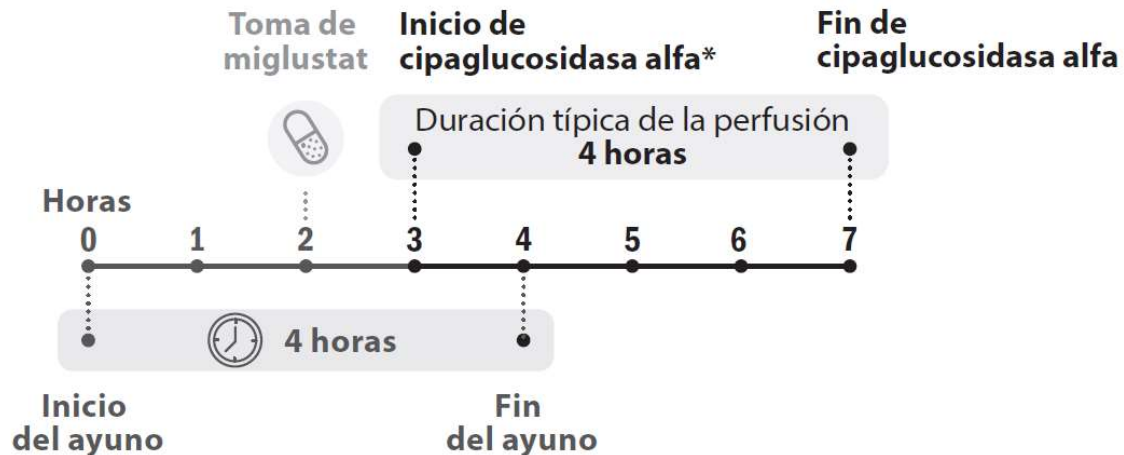 Toma de
miglustat
Inicio de
cipaglucosidasa alfa*
Fin de
cipaglucosidasa alfa
Duración típica de la perfusión
4 horas
Horas
0 1 2 3 4 5 6 7
4 horas
Inicio
del ayuno
Fin
del ayuno